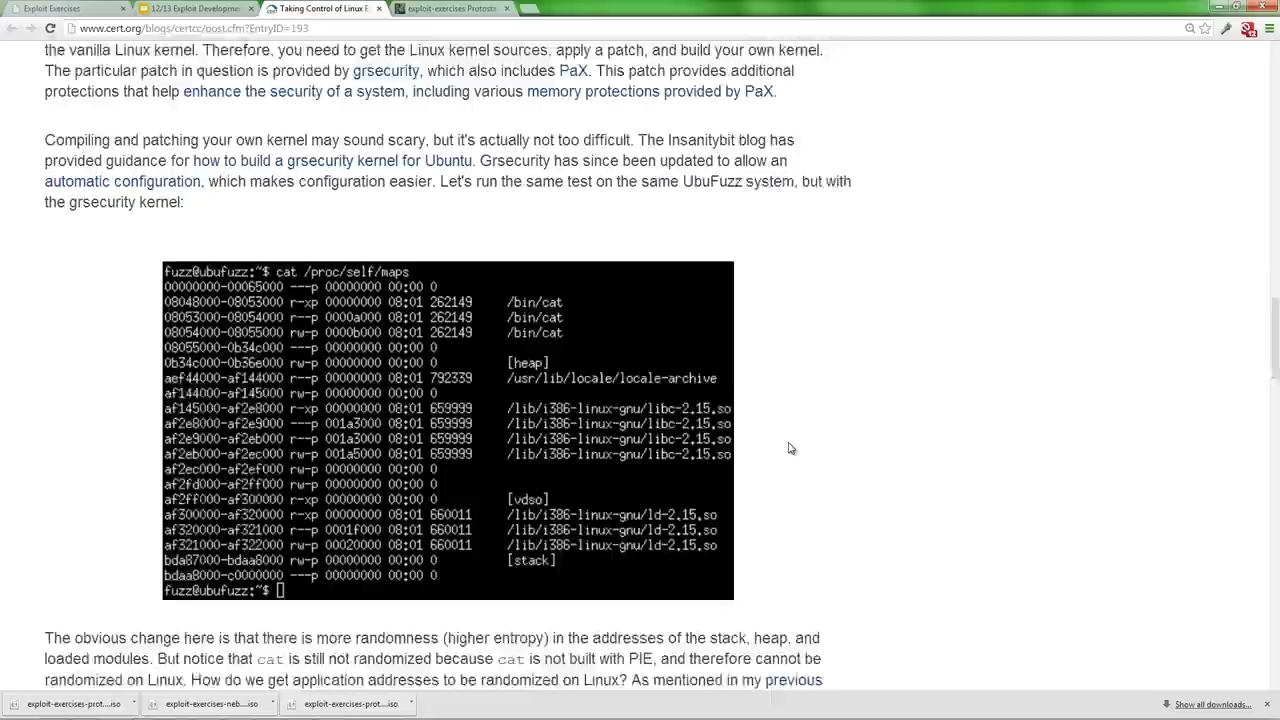 Exploit Exercises
12/13 Exploit Developmen
Taking Control of Linux E
exploit-exercises Protost
www.cert.org/blogs/certcc/post.cfm?EntryID=193
the vanilla Linux kernel. Therefore, you need to get the Linux kernel sources, apply a patch, and build your own kernel.
The particular patch in question is provided by grsecurity, which also includes PaX. This patch provides additional
protections that help enhance the security of a system, including various memory protections provided by PaX.
Compiling and patching your own kernel may sound scary, but it's actually not too difficult. The Insanitybit blog has
provided guidance for how to build a grsecurity kernel for Ubuntu. Grsecurity has since been updated to allow an
automatic configuration, which makes configuration easier. Let's run the same test on the same UbuFuzz system, but with
the grsecurity kernel:
fuzz@ubufuzz:~$ cat /proc/self/maps
00000000-00065000 ---p 00000000 00:00 0
08048000-08053000 r-xp 00000000 08:01 262149 /bin/cat
08053000-08054000 r--p 0000a000 08:01 262149 /bin/cat
08054000-08055000 rw-p 0000b000 08:01 262149 /bin/cat
08055000-0b34c000 ---p 00000000 00:00 0
0b34c000-0b36e000 rw-p 00000000 00:00 0 [heap]
aef44000-af144000 r--p 00000000 08:01 792339 /usr/lib/locale/locale-archive
af144000-af145000 rw-p 00000000 00:00 0
af145000-af2e8000 r-xp 00000000 08:01 659999 /lib/i386-linux-gnu/libc-2.15.so
af2e8000-af2e9000 ---p 001a3000 08:01 659999 /lib/i386-linux-gnu/libc-2.15.so
af2e9000-af2eb000 r--p 001a3000 08:01 659999 /lib/i386-linux-gnu/libc-2.15.so
af2eb000-af2ec000 rw-p 001a5000 08:01 659999 /lib/i386-linux-gnu/libc-2.15.so
af2ec000-af2ef000 rw-p 00000000 00:00 0
af2fd000-af2ff000 rw-p 00000000 00:00 0
af2ff000-af300000 r-xp 00000000 00:00 0 [vdso]
af300000-af320000 r-xp 00000000 08:01 660011 /lib/i386-linux-gnu/ld-2.15.so
af320000-af321000 r--p 0001f000 08:01 660011 /lib/i386-linux-gnu/ld-2.15.so
af321000-af322000 rw-p 00020000 08:01 660011 /lib/i386-linux-gnu/ld-2.15.so
bda87000-bdaa8000 rw-p 00000000 00:00 0 [stack]
bdaa8000-c0000000 ---p 00000000 00:00 0
fuzz@ubufuzz:~$
The obvious change here is that there is more randomness (higher entropy) in the addresses of the stack, heap, and
loaded modules. But notice that cat is still not randomized because cat is not built with PIE, and therefore cannot be
randomized on Linux. How do we get application addresses to be randomized on Linux? As mentioned in my previous
exploit-exercises-prot....iso
exploit-exercises-neb....iso
exploit-exercises-prot....iso
Show all downloads...